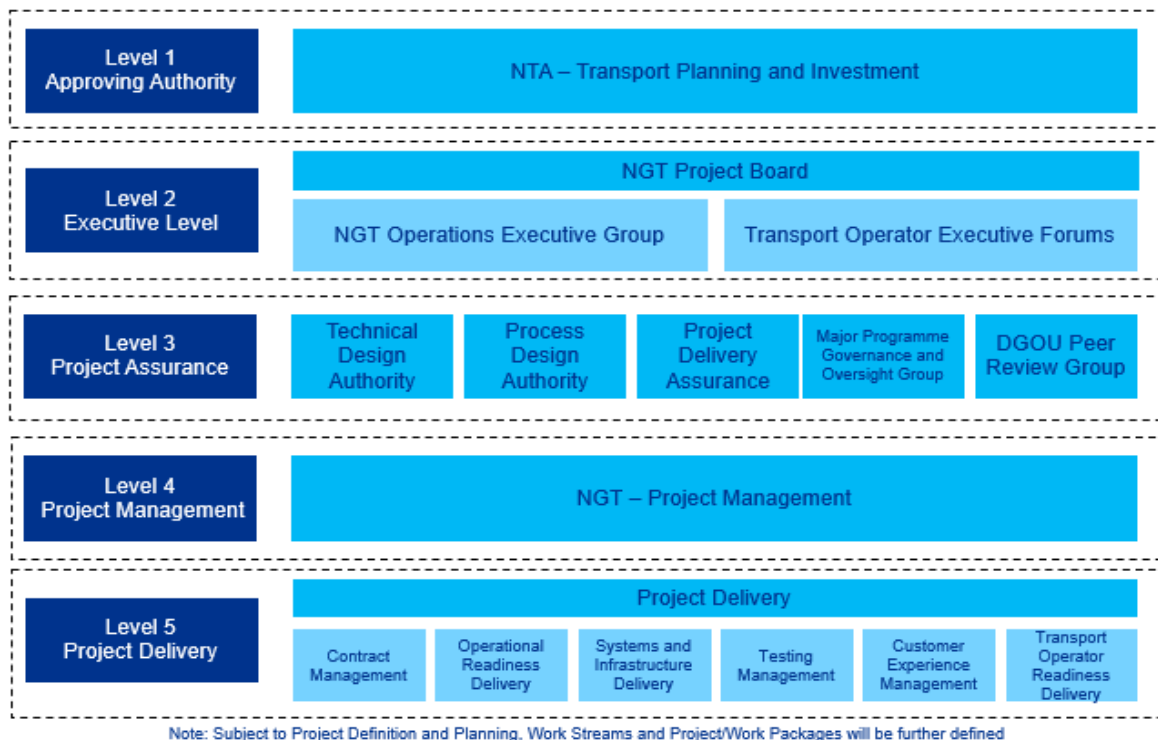 Level 1
Approving Authority
NTA – Transport Planning and Investment
Level 2
Executive Level
NGT Project Board
NGT Operations Executive Group
Transport Operator Executive Forums
Level 3
Project Assurance
Technical
Design
Authority
Process
Design
Authority
Project
Delivery
Assurance
Major Programme
Governance and
Oversight Group
DGOU Peer
Review Group
Level 4
Project Management
NGT – Project Management
Level 5
Project Delivery
Project Delivery
Contract
Management
Operational
Readiness
Delivery
Systems and
Infrastructure
Delivery
Testing
Management
Customer
Experience
Management
Transport
Operator
Readiness
Delivery
Note: Subject to Project Definition and Planning, Work Streams and Project/Work Packages will be further defined